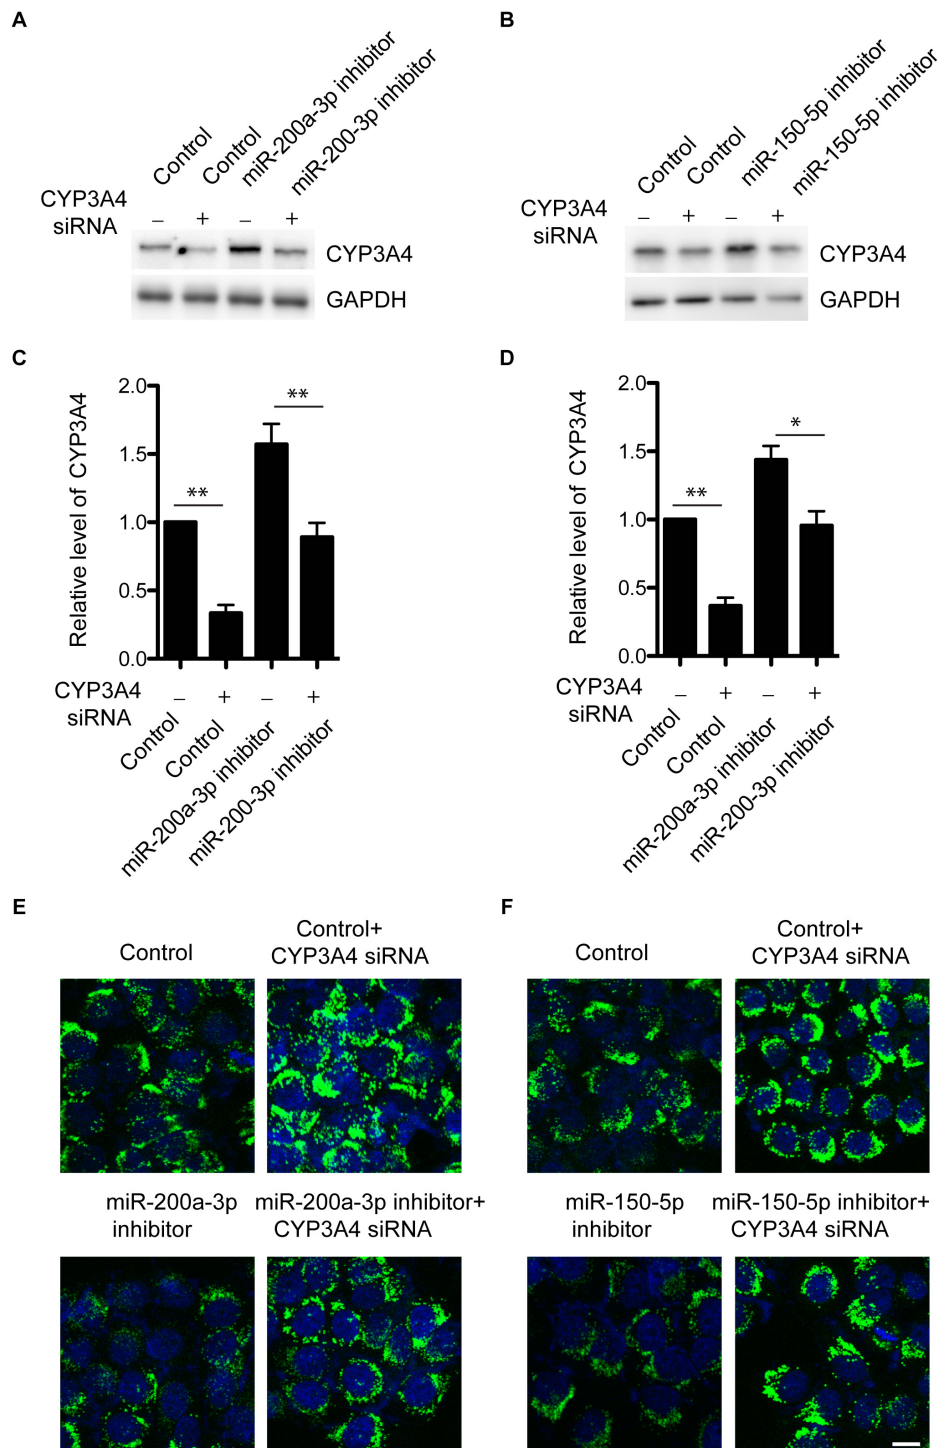 A
Control
Control
miR-200a-3p inhibitor
miR-200-3p inhibitor
CYP3A4
siRNA
– + – +
CYP3A4
GAPDH
B
Control
Control
miR-150-5p inhibitor
miR-150-5p inhibitor
CYP3A4
siRNA
– + – +
CYP3A4
GAPDH
C
Relative level of CYP3A4
2.0
1.5
1.0
0.5
0.0
**
**
CYP3A4
siRNA
– + – +
Control
Control
miR-200a-3p inhibitor
miR-200-3p inhibitor
D
Relative level of CYP3A4
2.0
1.5
1.0
0.5
0.0
**
*
CYP3A4
siRNA
– + – +
Control
Control
miR-200a-3p inhibitor
miR-200-3p inhibitor
E
Control
Control+
CYP3A4 siRNA
miR-200a-3p
inhibitor
miR-200a-3p inhibitor+
CYP3A4 siRNA
F
Control
Control+
CYP3A4 siRNA
miR-150-5p
inhibitor
miR-150-5p inhibitor+
CYP3A4 siRNA